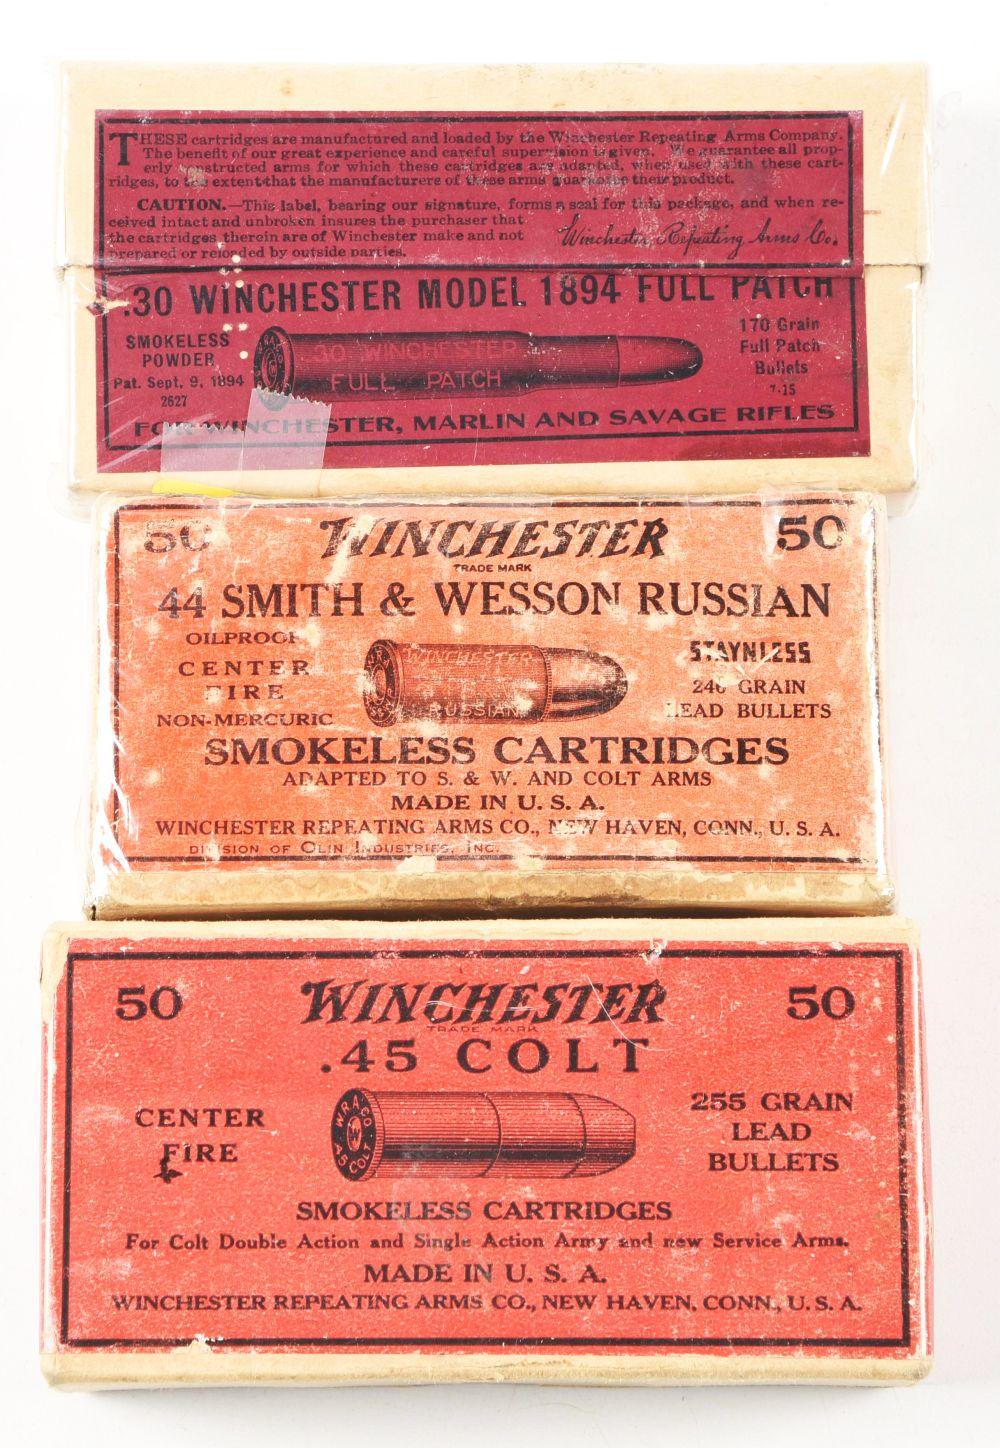 THESE cartridges are manufactured and loaded by the Winchester Repeating Arms Company.
The benefit of our great experience and careful supervision is given. We guarantee all prop-
erly constructed arms for which these cartridges are adapted, when used with these cart-
ridges, to the extent that the manufacturers of these arms guarantee their product.
CAUTION.—This label, bearing our signature, forms a seal for this package, and when re-
ceived intact and unbroken insures the purchaser that
the cartridges therein are of Winchester make and not
prepared or reloaded by outside parties.
Winchester Repeating Arms Co.
.30 WINCHESTER MODEL 1894 FULL PATCH
SMOKELESS
POWDER
Pat. Sept. 9, 1894
2627
.30 WINCHESTER
FULL PATCH
170 Grain
Full Patch
Bullets
7-15
FOR WINCHESTER, MARLIN AND SAVAGE RIFLES
50 WINCHESTER 50
TRADE MARK
44 SMITH & WESSON RUSSIAN
OILPROOF
CENTER
FIRE
NON-MERCURIC
WINCHESTER
RUSSIAN
STAYNLESS
246 GRAIN
LEAD BULLETS
SMOKELESS CARTRIDGES
ADAPTED TO S. & W. AND COLT ARMS
MADE IN U. S. A.
WINCHESTER REPEATING ARMS CO., NEW HAVEN, CONN., U. S. A.
DIVISION OF OLIN INDUSTRIES, INC.
50 WINCHESTER 50
TRADE MARK
.45 COLT
CENTER
FIRE
W.R.A. CO.
W
45 COLT
255 GRAIN
LEAD
BULLETS
SMOKELESS CARTRIDGES
For Colt Double Action and Single Action Army and new Service Arms.
MADE IN U. S. A.
WINCHESTER REPEATING ARMS CO., NEW HAVEN, CONN., U. S. A.